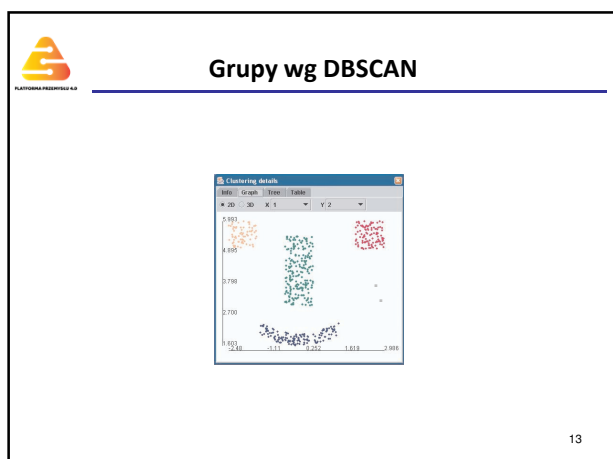 Grupy wg DBSCAN
PLATFORMA PRZEMYSŁU 4.0
Clustering details
Info Graph Tree Table
2D 3D X 1 Y 2
5.893
4.895
3.798
2.700
1.603
-2.48 -1.11 0.252 1.619 2.986
13